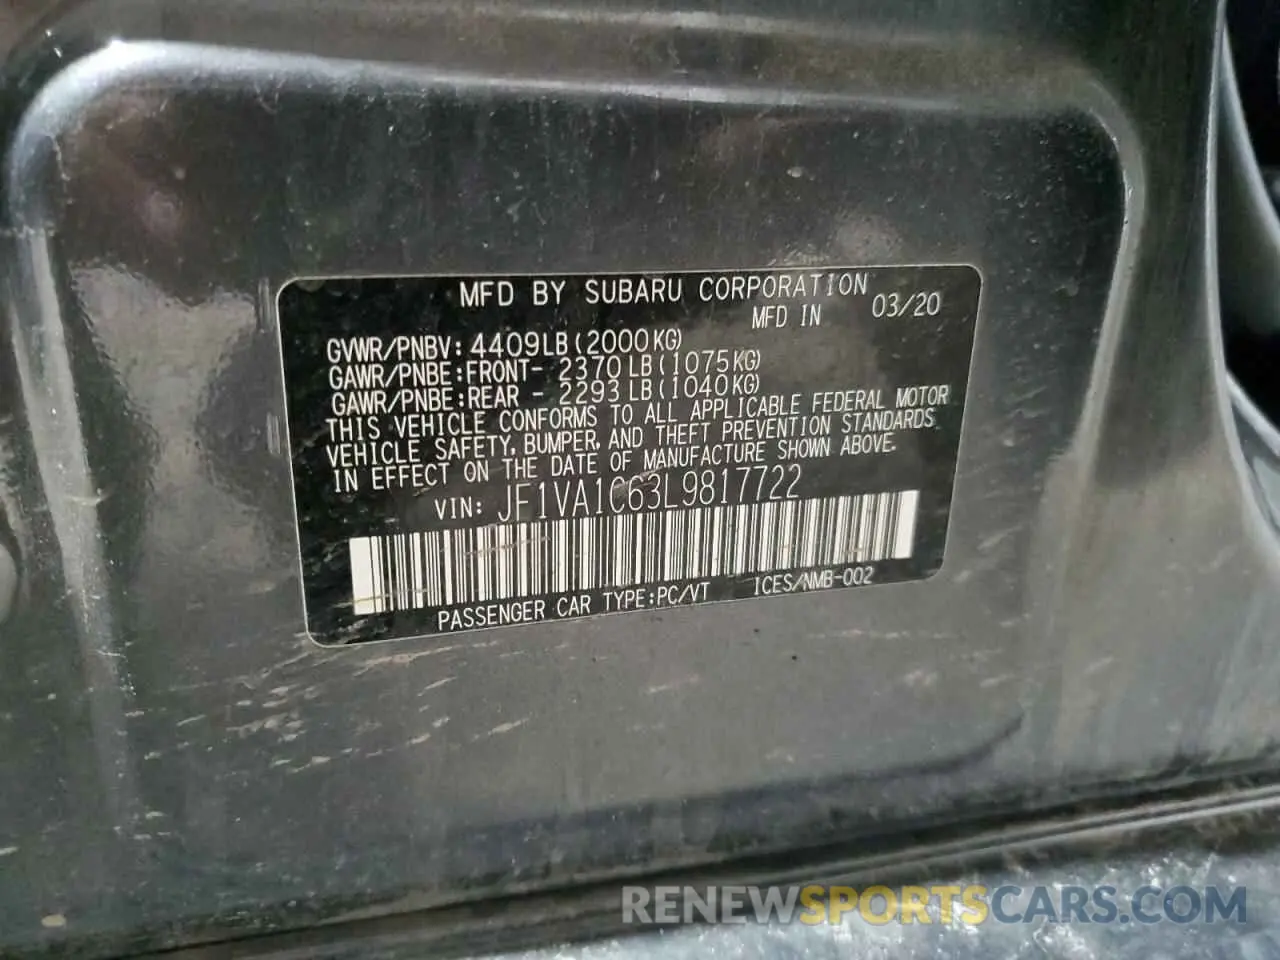 MFD BY SUBARU CORPORATION
MFD IN 03/20
GVWR/PNBV: 4409LB(2000KG)
GAWR/PNBE:FRONT- 2370LB(1075KG)
GAWR/PNBE:REAR - 2293LB(1040KG)
THIS VEHICLE CONFORMS TO ALL APPLICABLE FEDERAL MOTOR
VEHICLE SAFETY, BUMPER, AND THEFT PREVENTION STANDARDS
IN EFFECT ON THE DATE OF MANUFACTURE SHOWN ABOVE.
VIN: JF1VA1C63L9817722
PASSENGER CAR TYPE:PC/VT ICES/NMB-002
RENEWSPORTSCARS.COM